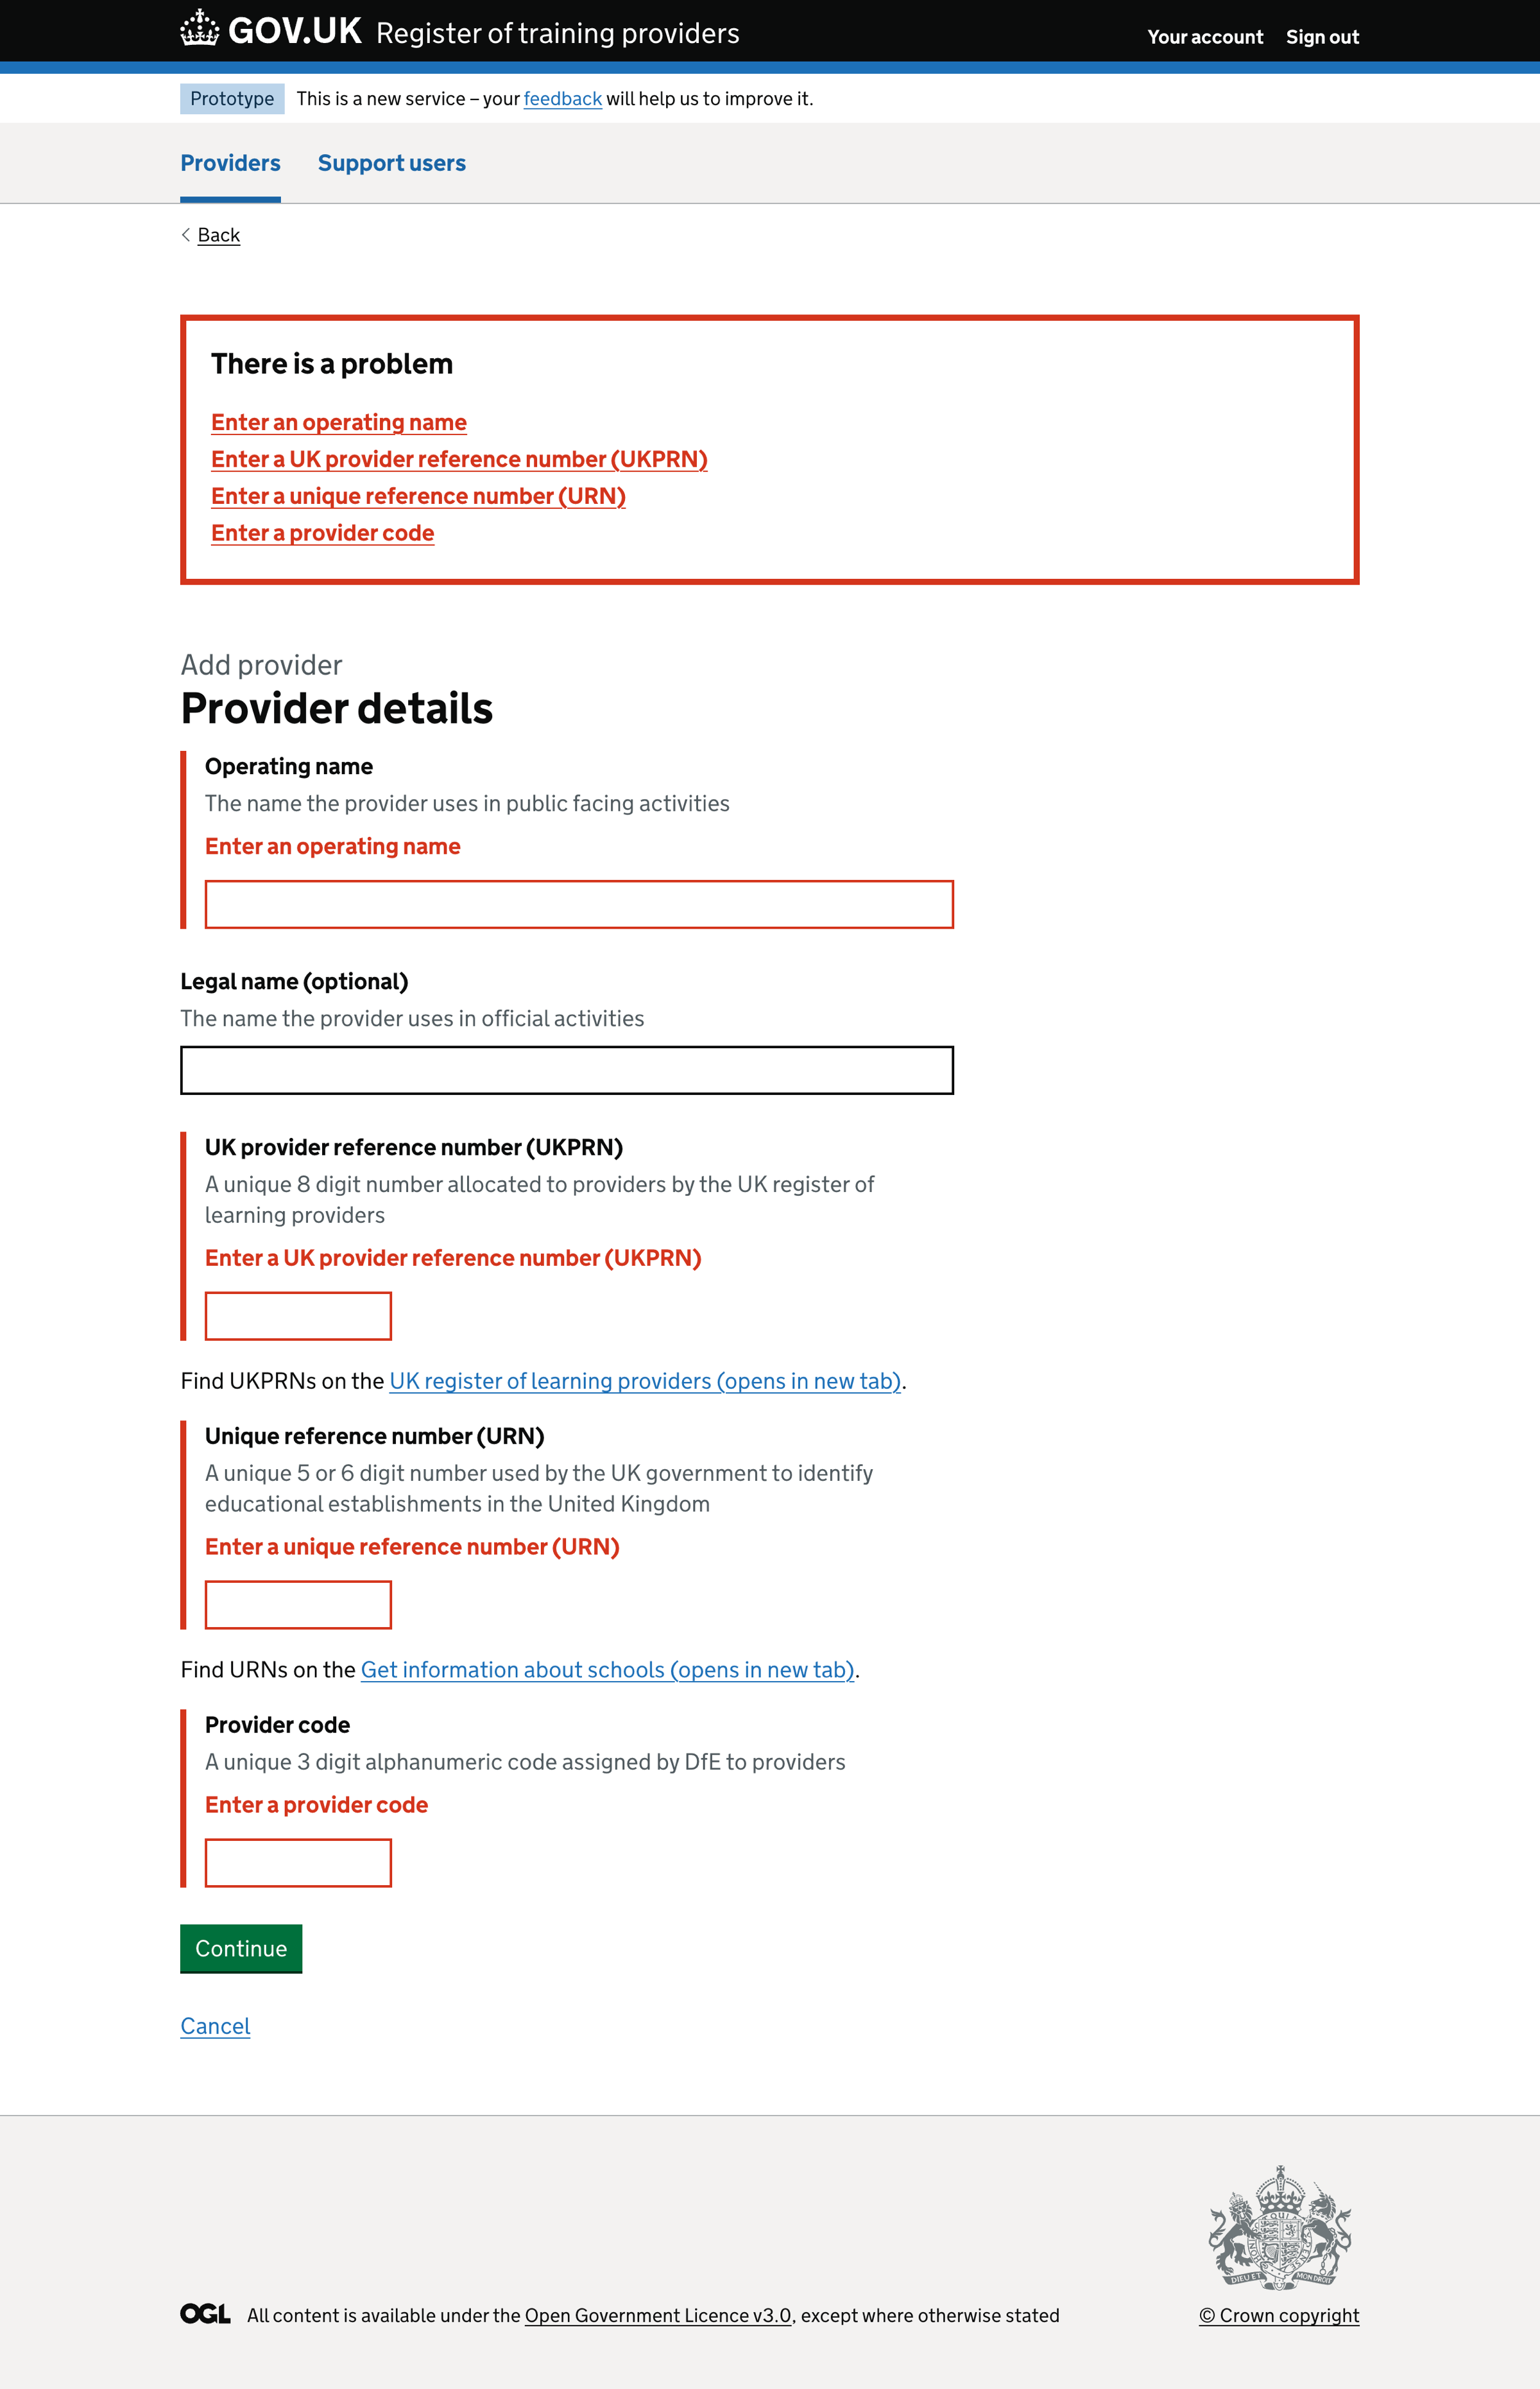 GOV.UK Register of training providers
Your account Sign out
Prototype This is a new service – your feedback will help us to improve it.
Providers Support users
Back
There is a problem
Enter an operating name
Enter a UK provider reference number (UKPRN)
Enter a unique reference number (URN)
Enter a provider code
Add provider
Provider details
Operating name
The name the provider uses in public facing activities
Enter an operating name
Legal name (optional)
The name the provider uses in official activities
UK provider reference number (UKPRN)
A unique 8 digit number allocated to providers by the UK register of
learning providers
Enter a UK provider reference number (UKPRN)
Find UKPRNs on the UK register of learning providers (opens in new tab).
Unique reference number (URN)
A unique 5 or 6 digit number used by the UK government to identify
educational establishments in the United Kingdom
Enter a unique reference number (URN)
Find URNs on the Get information about schools (opens in new tab).
Provider code
A unique 3 digit alphanumeric code assigned by DfE to providers
Enter a provider code
Continue
Cancel
DIEU ET MON DROIT
OGL All content is available under the Open Government Licence v3.0, except where otherwise stated
© Crown copyright